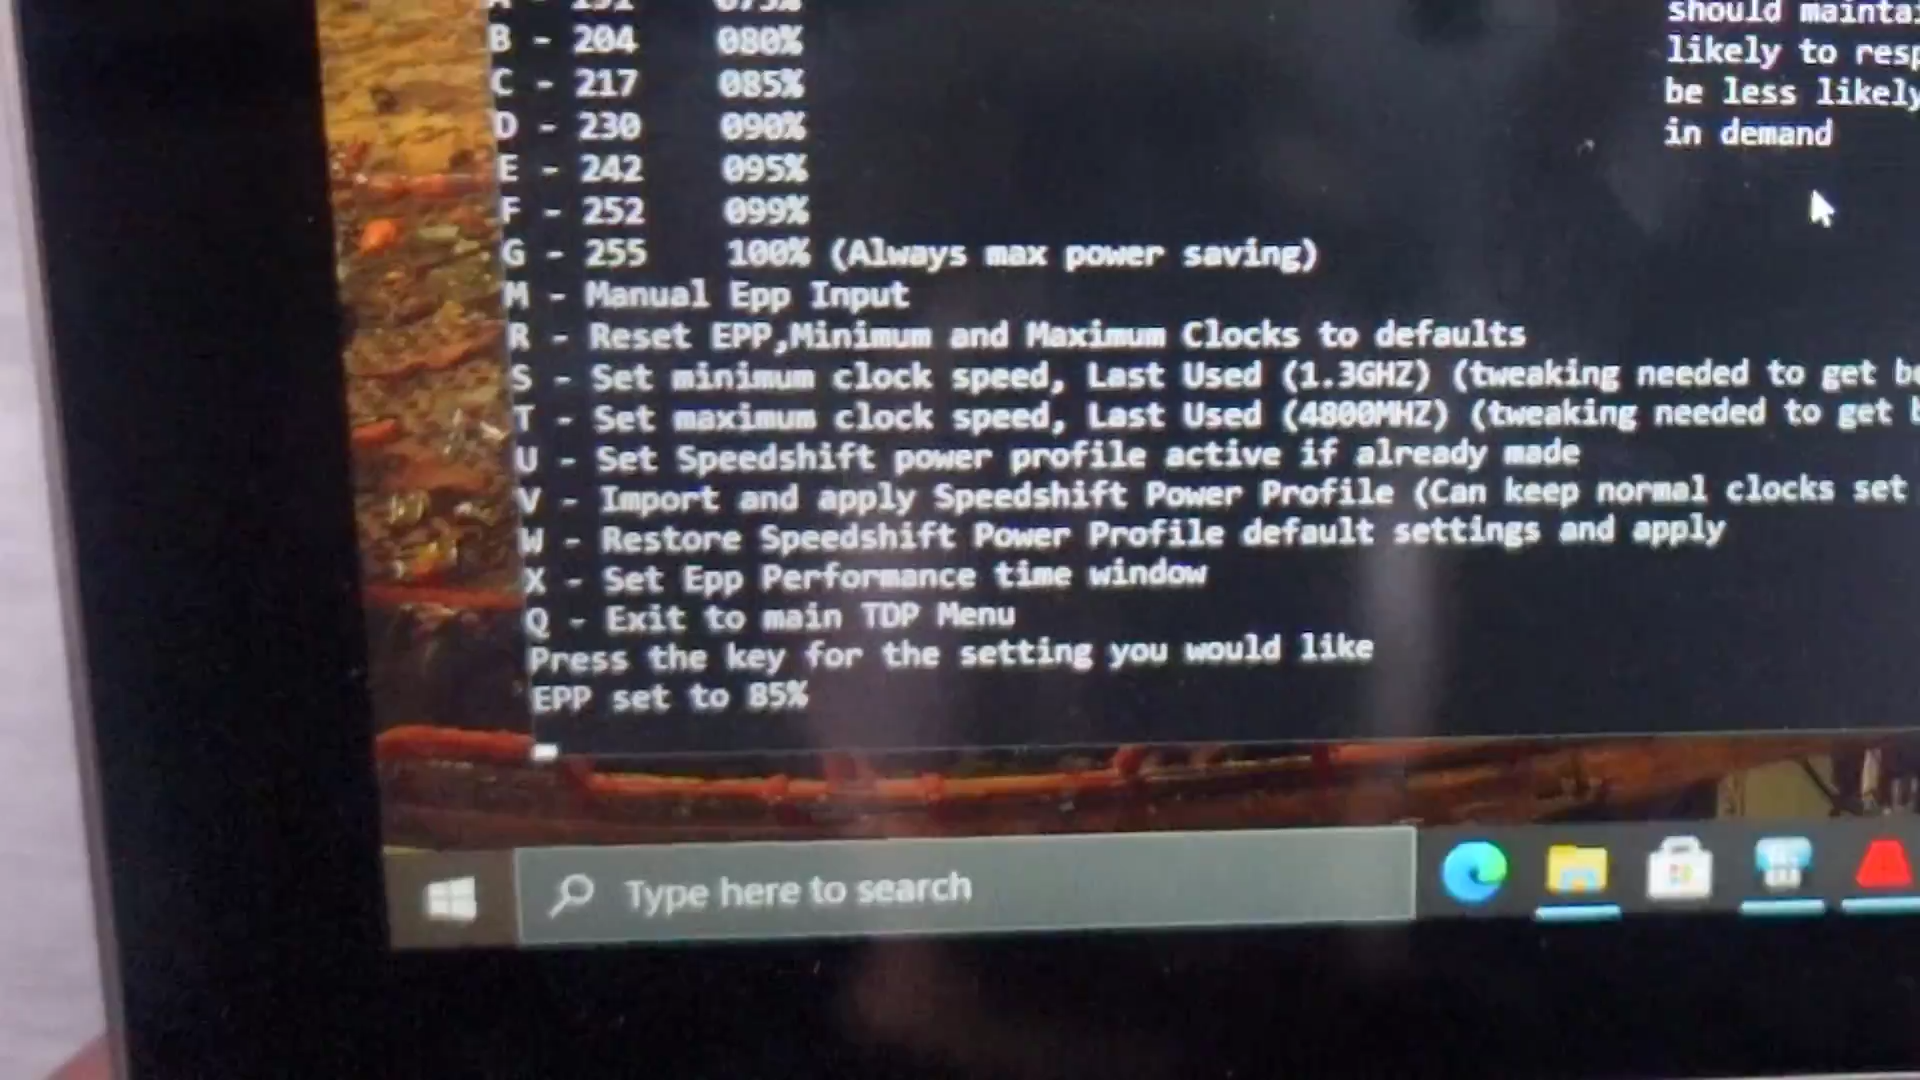 A - 191 075%
B - 204 080%
C - 217 085%
D - 230 090%
E - 242 095%
F - 252 099%
G - 255 100% (Always max power saving)
M - Manual Epp Input
R - Reset EPP,Minimum and Maximum Clocks to defaults
S - Set minimum clock speed, Last Used (1.3GHZ) (tweaking needed to get
T - Set maximum clock speed, Last Used (4800MHZ) (tweaking needed to get
U - Set Speedshift power profile active if already made
V - Import and apply Speedshift Power Profile (Can keep normal clocks set
W - Restore Speedshift Power Profile default settings and apply
X - Set Epp Performance time window
Q - Exit to main TDP Menu
Press the key for the setting you would like
EPP set to 85%
should
likely to
be less likely
in demand
Type here to search